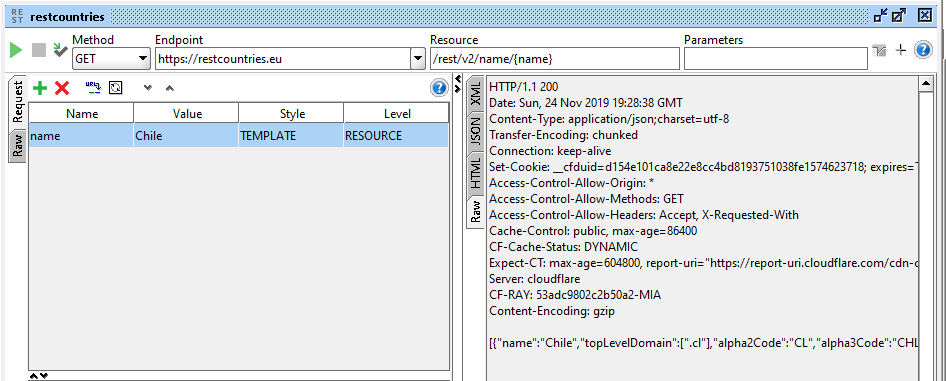 RE
ST
restcountries
Method
Endpoint
Resource
Parameters
GET
https://restcountries.eu
/rest/v2/name/{name}
Request
Raw
Name Value Style Level
name Chile TEMPLATE RESOURCE
XML
JSON
HTML
Raw
HTTP/1.1 200
Date: Sun, 24 Nov 2019 19:28:38 GMT
Content-Type: application/json;charset=utf-8
Transfer-Encoding: chunked
Connection: keep-alive
Set-Cookie: __cfduid=d154e101ca8e22e8cc4bd8193751038fe1574623718; expires=
Access-Control-Allow-Origin: *
Access-Control-Allow-Methods: GET
Access-Control-Allow-Headers: Accept, X-Requested-With
Cache-Control: public, max-age=86400
CF-Cache-Status: DYNAMIC
Expect-CT: max-age=604800, report-uri="https://report-uri.cloudflare.com/cdn-c
Server: cloudflare
CF-RAY: 53adc9802c2b50a2-MIA
Content-Encoding: gzip
[{"name":"Chile","topLevelDomain":[".cl"],"alpha2Code":"CL","alpha3Code":"CHL